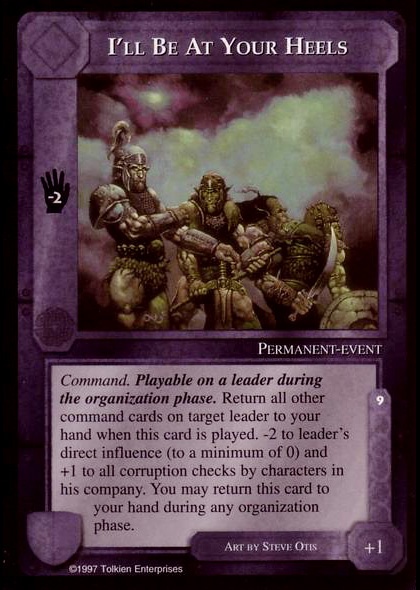 I'll Be At Your Heels
-2
Permanent-event
Command. Playable on a leader during
the organization phase. Return all other
command cards on target leader to your
hand when this card is played. -2 to leader's
direct influence (to a minimum of 0) and
+1 to all corruption checks by characters in
his company. You may return this card to
your hand during any organization
phase.
9
Art by Steve Otis
+1
©1997 Tolkien Enterprises